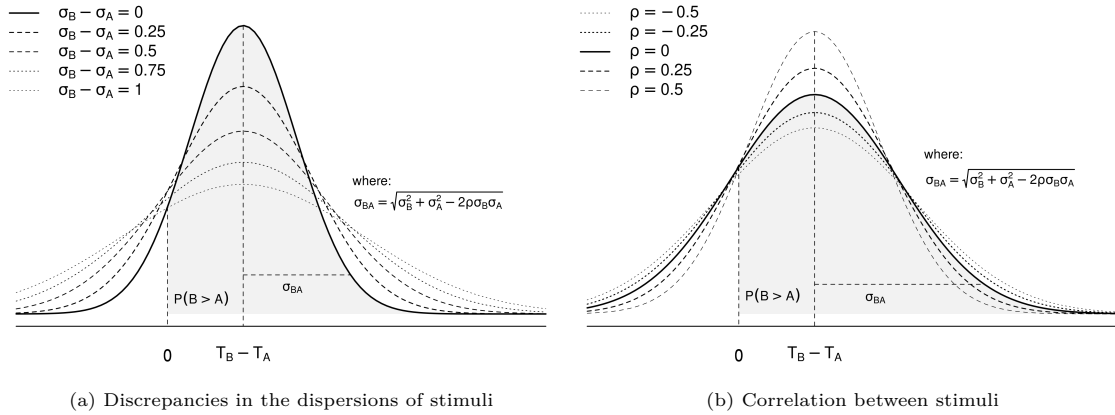 σB − σA = 0
σB − σA = 0.25
σB − σA = 0.5
σB − σA = 0.75
σB − σA = 1
where:
σBA = √σ²B + σ²A − 2ρσBσA
P(B > A)
σBA
0
TB − TA
(a) Discrepancies in the dispersions of stimuli
ρ = − 0.5
ρ = − 0.25
ρ = 0
ρ = 0.25
ρ = 0.5
where:
σBA = √σ²B + σ²A − 2ρσBσA
P(B > A)
σBA
0
TB − TA
(b) Correlation between stimuli